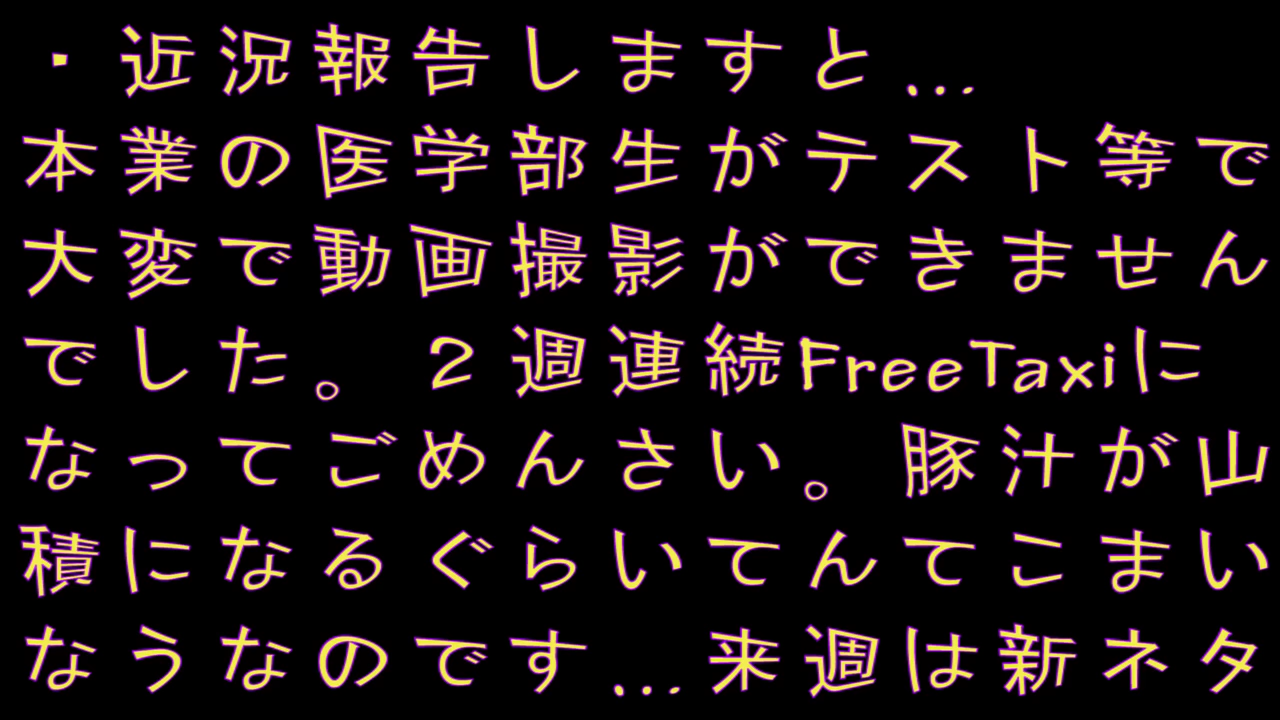 ・近況報告しますと...
本業の医学部生がテスト等で
大変で動画撮影ができません
でした。２週連続FreeTaxiに
なってごめんさい。豚汁が山
積になるぐらいてんてこまい
なうなのです...来週は新ネタ